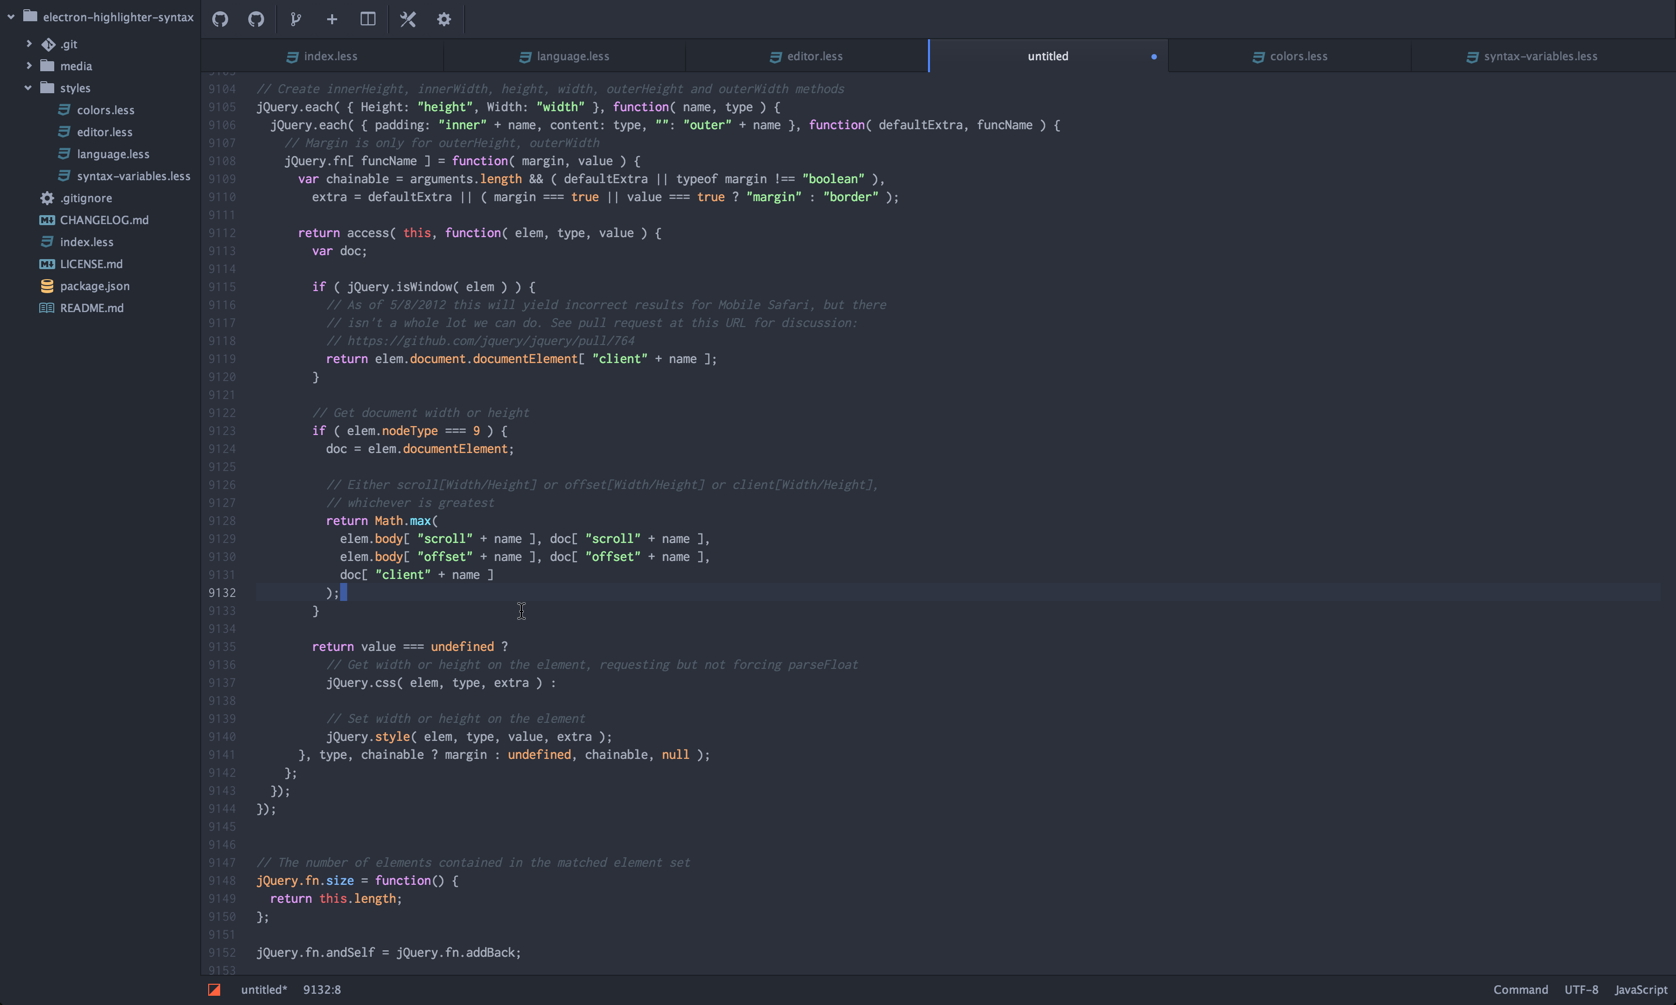 electron-highlighter-syntax
.git
media
styles
colors.less
editor.less
language.less
syntax-variables.less
.gitignore
CHANGELOG.md
index.less
LICENSE.md
package.json
README.md
index.less
language.less
editor.less
untitled
colors.less
syntax-variables.less
9104 // Create innerHeight, innerWidth, height, width, outerHeight and outerWidth methods
9105 jQuery.each( { Height: "height", Width: "width" }, function( name, type ) {
9106 jQuery.each( { padding: "inner" + name, content: type, "": "outer" + name }, function( defaultExtra, funcName ) {
9107 // Margin is only for outerHeight, outerWidth
9108 jQuery.fn[ funcName ] = function( margin, value ) {
9109 var chainable = arguments.length && ( defaultExtra || typeof margin !== "boolean" ),
9110 extra = defaultExtra || ( margin === true || value === true ? "margin" : "border" );
9111
9112 return access( this, function( elem, type, value ) {
9113 var doc;
9114
9115 if ( jQuery.isWindow( elem ) ) {
9116 // As of 5/8/2012 this will yield incorrect results for Mobile Safari, but there
9117 // isn't a whole lot we can do. See pull request at this URL for discussion:
9118 // https://github.com/jquery/jquery/pull/764
9119 return elem.document.documentElement[ "client" + name ];
9120 }
9121
9122 // Get document width or height
9123 if ( elem.nodeType === 9 ) {
9124 doc = elem.documentElement;
9125
9126 // Either scroll[Width/Height] or offset[Width/Height] or client[Width/Height],
9127 // whichever is greatest
9128 return Math.max(
9129 elem.body[ "scroll" + name ], doc[ "scroll" + name ],
9130 elem.body[ "offset" + name ], doc[ "offset" + name ],
9131 doc[ "client" + name ]
9132 );
9133 }
9134
9135 return value === undefined ?
9136 // Get width or height on the element, requesting but not forcing parseFloat
9137 jQuery.css( elem, type, extra ) :
9138
9139 // Set width or height on the element
9140 jQuery.style( elem, type, value, extra );
9141 }, type, chainable ? margin : undefined, chainable, null );
9142 };
9143 });
9144 });
9145
9146
9147 // The number of elements contained in the matched element set
9148 jQuery.fn.size = function() {
9149 return this.length;
9150 };
9151
9152 jQuery.fn.andSelf = jQuery.fn.addBack;
9153
untitled* 9132:8 Command UTF-8 JavaScript